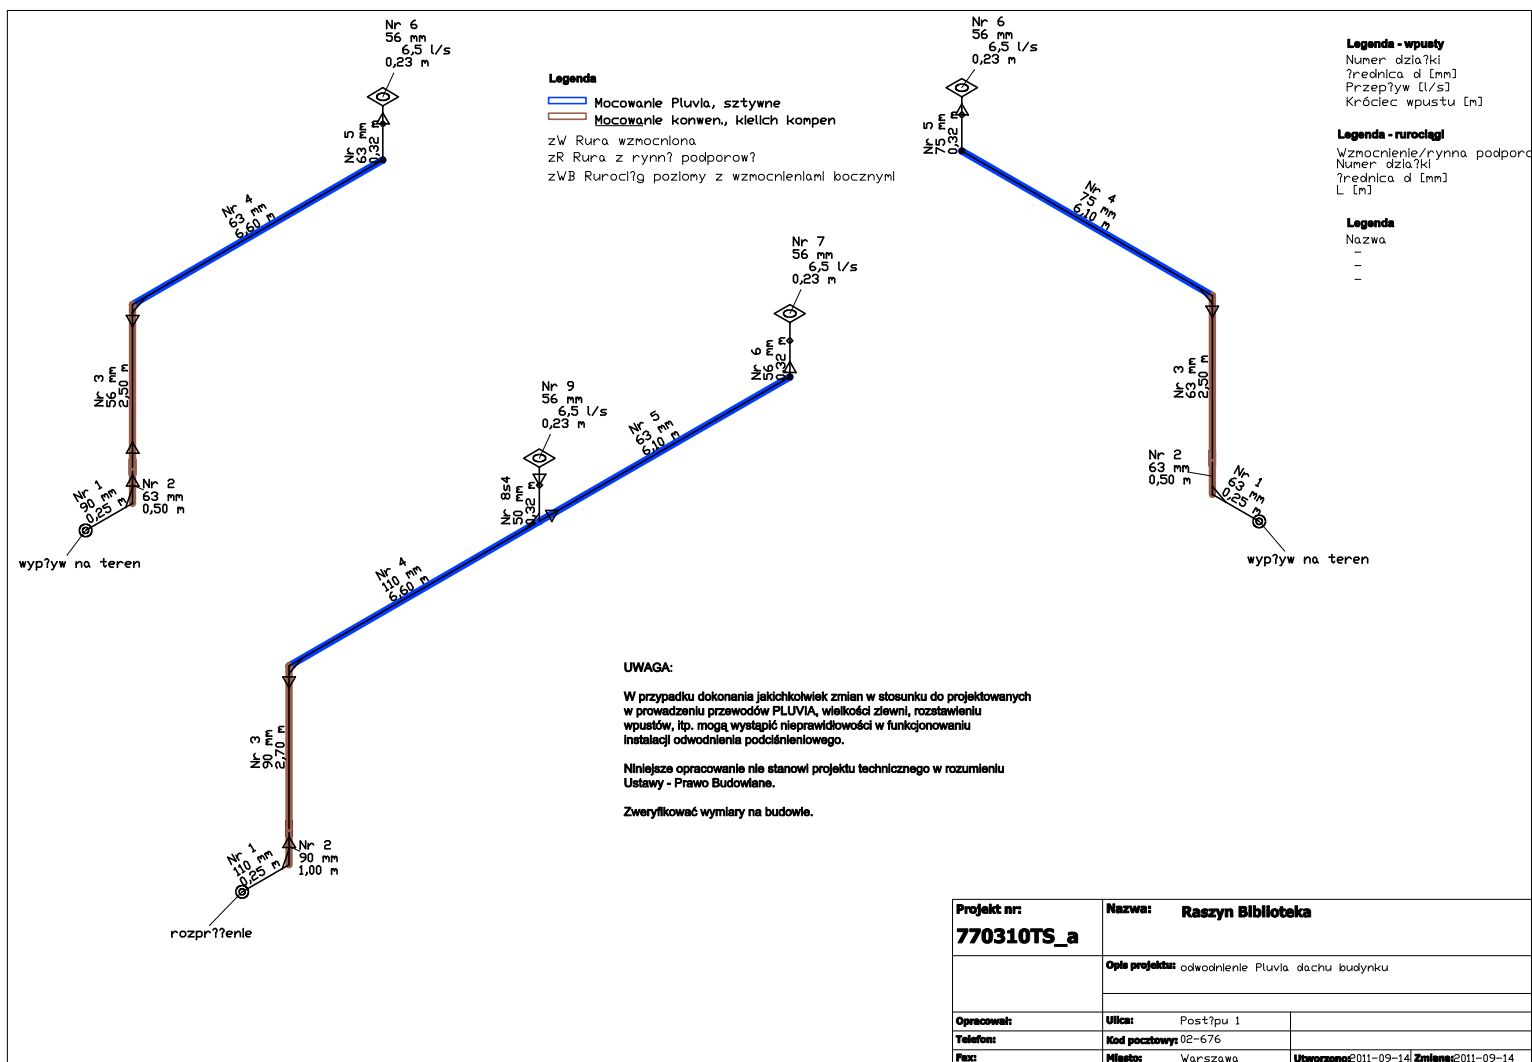 Nr 6
56 mm
6,5 l/s
0,23 m
Nr 5
63 mm
0,32 m
Nr 4
63 mm
6,60 m
Nr 3
56 mm
2,50 m
Nr 1
90 mm
0,25 m
Nr 2
63 mm
0,50 m
wyp?yw na teren
Legenda
Mocowanie Pluvia, sztywne
Mocowanie konwen., kielich kompen
zW Rura wzmocniona
zR Rura z rynn? podporow?
zWB Ruroci?g poziomy z wzmocnieniami bocznymi
Nr 7
56 mm
6,5 l/s
0,23 m
Nr 6
56 mm
0,32 m
Nr 9
56 mm
6,5 l/s
0,23 m
Nr 5
63 mm
6,10 m
Nr 8s4
50 mm
0,32 m
Nr 4
110 mm
6,60 m
Nr 3
90 mm
2,70 m
Nr 1
110 mm
0,25 m
Nr 2
90 mm
1,00 m
rozpr??enie
Nr 6
56 mm
6,5 l/s
0,23 m
Nr 5
75 mm
0,32 m
Nr 4
75 mm
6,10 m
Nr 3
63 mm
2,50 m
Nr 2
63 mm
0,50 m
Nr 1
63 mm
0,25 m
wyp?yw na teren
Legenda - wpusty
Numer dzia?ki
?rednica d [mm]
Przep?yw [l/s]
Króciec wpustu [m]
Legenda - rurociągi
Wzmocnienie/rynna podporo
Numer dzia?ki
?rednica d [mm]
L [m]
Legenda
Nazwa
-
-
-
UWAGA:
W przypadku dokonania jakichkolwiek zmian w stosunku do projektowanych
w prowadzeniu przewodów PLUVIA, wielkości zlewni, rozstawieniu
wpustów, itp. mogą wystąpić nieprawidłowości w funkcjonowaniu
instalacji odwodnienia podciśnieniowego.
Niniejsze opracowanie nie stanowi projektu technicznego w rozumieniu
Ustawy - Prawo Budowlane.
Zweryfikować wymiary na budowie.
Projekt nr:
770310TS_a
Nazwa: Raszyn Biblioteka
Opis projektu: odwodnienie Pluvia dachu budynku
Opracował:
Ulica: Post?pu 1
Telefon:
Kod pocztowy: 02-676
Fax:
Miasto: Warszawa
Utworzono: 2011-09-14 Zmiana: 2011-09-14